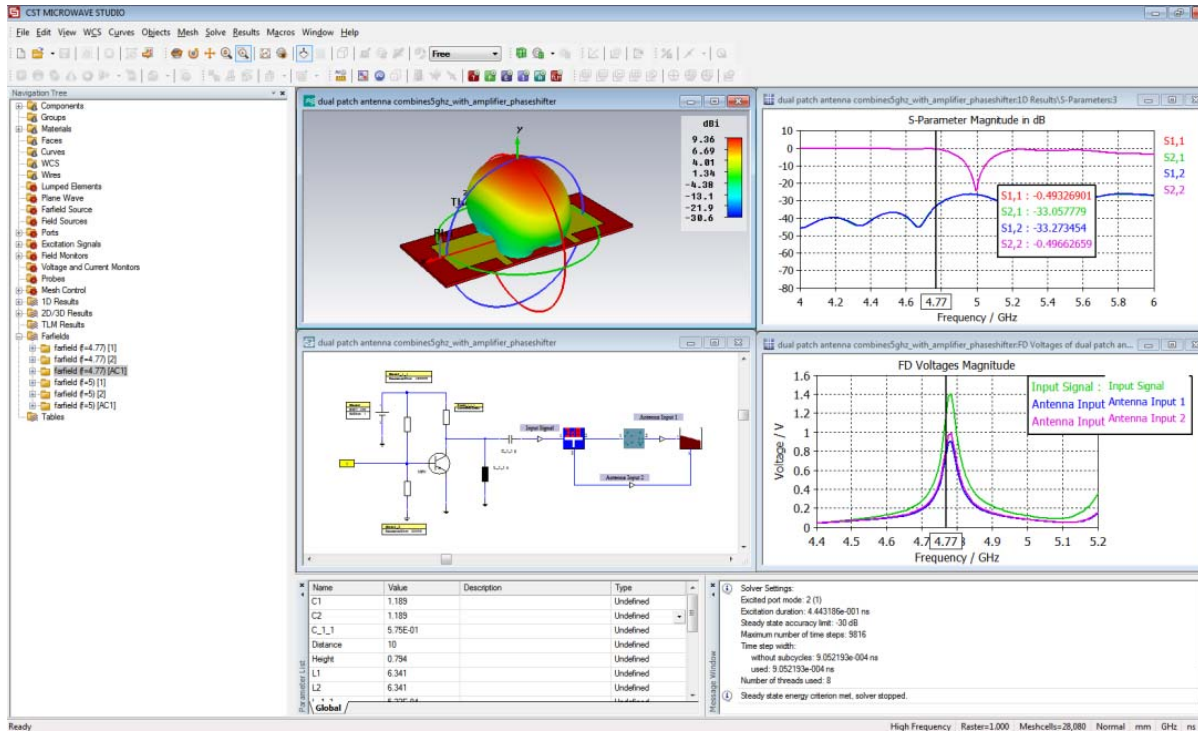 CST MICROWAVE STUDIO
File Edit View WCS Curves Objects Mesh Solve Results Macros Window Help
Free
Navigation Tree
Components
Groups
Materials
Faces
Curves
WCS
Wires
Lumped Elements
Plane Wave
Farfield Source
Field Sources
Ports
Excitation Signals
Field Monitors
Voltage and Current Monitors
Probes
Mesh Control
1D Results
2D/3D Results
TLM Results
Farfields
farfield (f=4.77) [1]
farfield (f=4.77) [2]
farfield (f=4.77) [AC1]
farfield (f=5) [1]
farfield (f=5) [2]
farfield (f=5) [AC1]
Tables
dual patch antenna combines5ghz_with_amplifier_phaseshifter
y
dBi
9.36
6.69
4.01
1.34
-4.38
-13.1
-21.9
-30.6
dual patch antenna combines5ghz_with_amplifier_phaseshifter:1D Results\S-Parameters:3
S-Parameter Magnitude in dB
10
0
-10
-20
-30
-40
-50
-60
-70
-80
S1,1
S2,1
S1,2
S2,2
S1,1 : -0.49326901
S2,1 : -33.057779
S1,2 : -33.273454
S2,2 : -0.49662659
4 4.2 4.4 4.6 4.77 5 5.2 5.4 5.6 5.8 6
Frequency / GHz
dual patch antenna combines5ghz_with_amplifier_phaseshifter
Input Signal
Antenna Input 1
Antenna Input 2
dual patch antenna combines5ghz_with_amplifier_phaseshifter:FD Voltages of dual patch an...
FD Voltages Magnitude
Voltage / V
1.6
1.4
1.2
1
0.8
0.6
0.4
0.2
0
Input Signal : Input Signal
Antenna Input Antenna Input 1
Antenna Input Antenna Input 2
4.4 4.5 4.6 4.77 4.9 5 5.1 5.2
Frequency / GHz
Parameter List
Name Value Description Type
C1 1.189 Undefined
C2 1.189 Undefined
C_1_1 5.75E-01 Undefined
Distance 10 Undefined
Height 0.794 Undefined
L1 6.341 Undefined
L2 6.341 Undefined
Global
Message Window
Solver Settings:
Excited port mode: 2 (1)
Excitation duration: 4.443186e-001 ns
Steady state accuracy limit: -30 dB
Maximum number of time steps: 9816
Time step width:
without subcycles: 9.052193e-004 ns
used: 9.052193e-004 ns
Number of threads used: 8
Steady state energy criterion met, solver stopped.
Ready
High Frequency Raster=1.000 Meshcells=28,080 Normal mm GHz ns